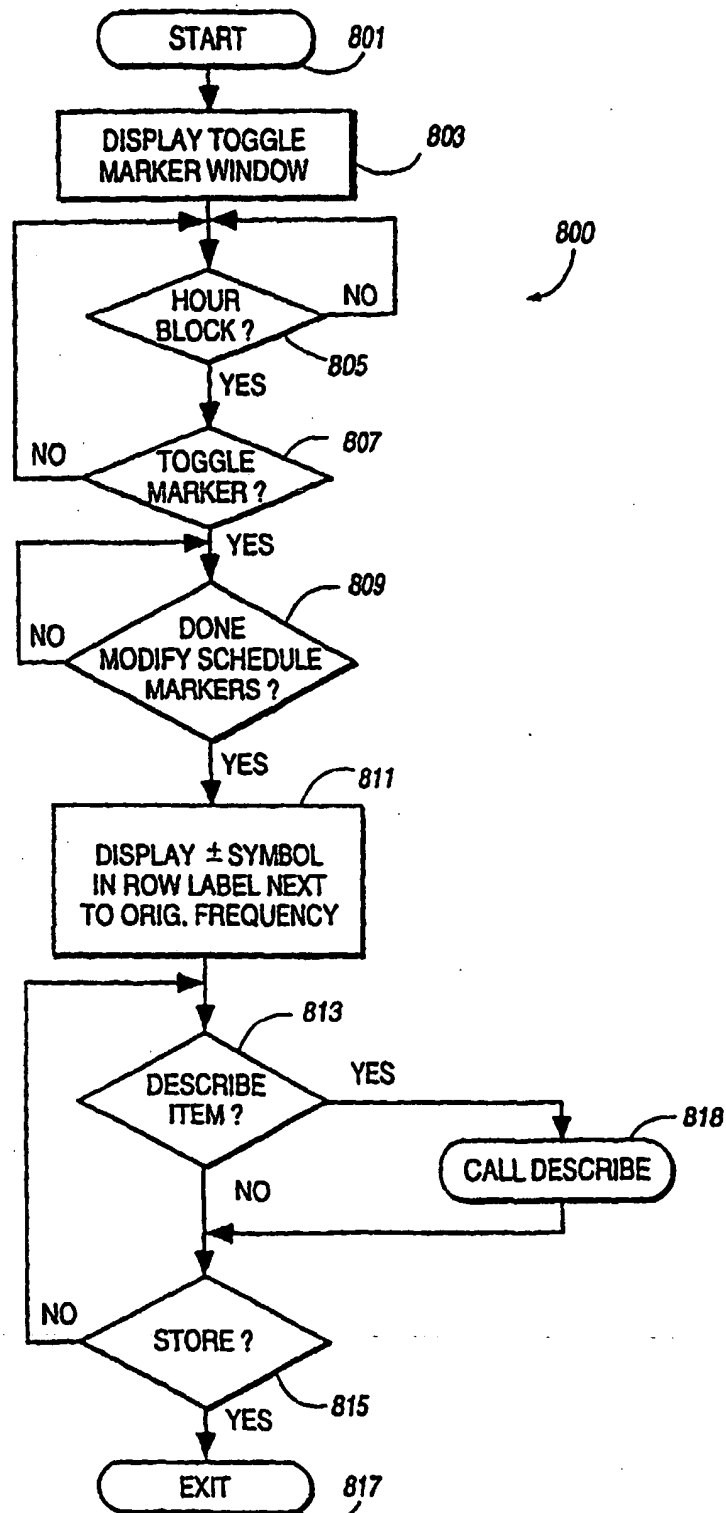 START
801
DISPLAY TOGGLE
MARKER WINDOW
803
800
HOUR
BLOCK ?
NO
805
YES
807
NO
TOGGLE
MARKER ?
YES
809
NO
DONE
MODIFY SCHEDULE
MARKERS ?
YES
811
DISPLAY ± SYMBOL
IN ROW LABEL NEXT
TO ORIG. FREQUENCY
813
DESCRIBE
ITEM ?
YES
818
CALL DESCRIBE
NO
NO
STORE ?
815
YES
EXIT
817